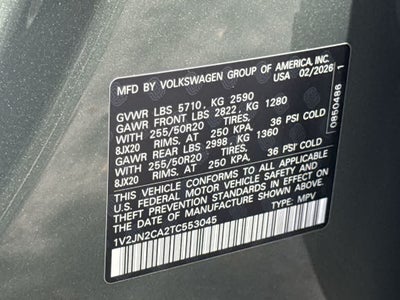 MFD BY VOLKSWAGEN GROUP OF AMERICA, INC.
USA 02/2026
GVWR LBS 5710, KG 2590
GAWR FRONT LBS 2822, KG 1280
WITH 255/50R20 TIRES,
8JX20 RIMS, AT 250 KPA, 36 PSI COLD
GAWR REAR LBS 2998, KG 1360
WITH 255/50R20 TIRES,
8JX20 RIMS, AT 250 KPA, 36 PSI COLD
THIS VEHICLE CONFORMS TO ALL APPLICABLE
U.S. FEDERAL MOTOR VEHICLE SAFETY AND
THEFT PREVENTION STANDARDS IN EFFECT ON
THE DATE OF MANUFACTURE SHOWN ABOVE.
1V2JN2CA2TC553045 TYPE: MPV
0850486 1